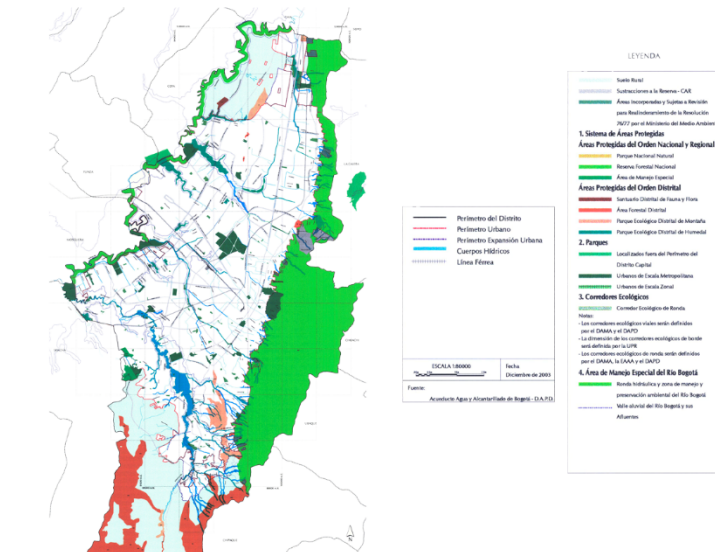 Perímetro del Distrito
Perímetro Urbano
Perímetro Expansión Urbana
Cuerpos Hídricos
Línea Férrea
ESCALA 1:80000
Fecha
Diciembre de 2003
Fuente:
Acueducto Agua y Alcantarillado de Bogotá - D.A.P.D.
LEYENDA
Suelo Rural
Sustracciones a la Reserva - CAR
Áreas Incorporadas y Sujetas a Revisión
para Realinderamiento de la Resolución
76/77 por el Ministerio del Medio Ambien
1. Sistema de Áreas Protegidas
Áreas Protegidas del Orden Nacional y Regional
Parque Nacional Natural
Reserva Forestal Nacional
Área de Manejo Especial
Áreas Protegidas del Orden Distrital
Santuario Distrital de Fauna y Flora
Área Forestal Distrital
Parque Ecológico Distrital de Montaña
Parque Ecológico Distrital de Humedal
2. Parques
Localizados fuera del Perímetro del
Distrito Capital
Urbanos de Escala Metropolitana
Urbanos de Escala Zonal
3. Corredores Ecológicos
Corredor Ecológico de Ronda
Notas:
- Los corredores ecológicos viales serán definidos
por el DAMA y el DAPD
- La dimensión de los corredores ecológicos de borde
será definida por la UPR
- Los corredores ecológicos de ronda serán definidos
por el DAMA, la EAAA y el DAPD
4. Área de Manejo Especial del Río Bogotá
Ronda hidráulica y zona de manejo y
preservación ambiental del Río Bogotá
Valle aluvial del Río Bogotá y sus
Afluentes